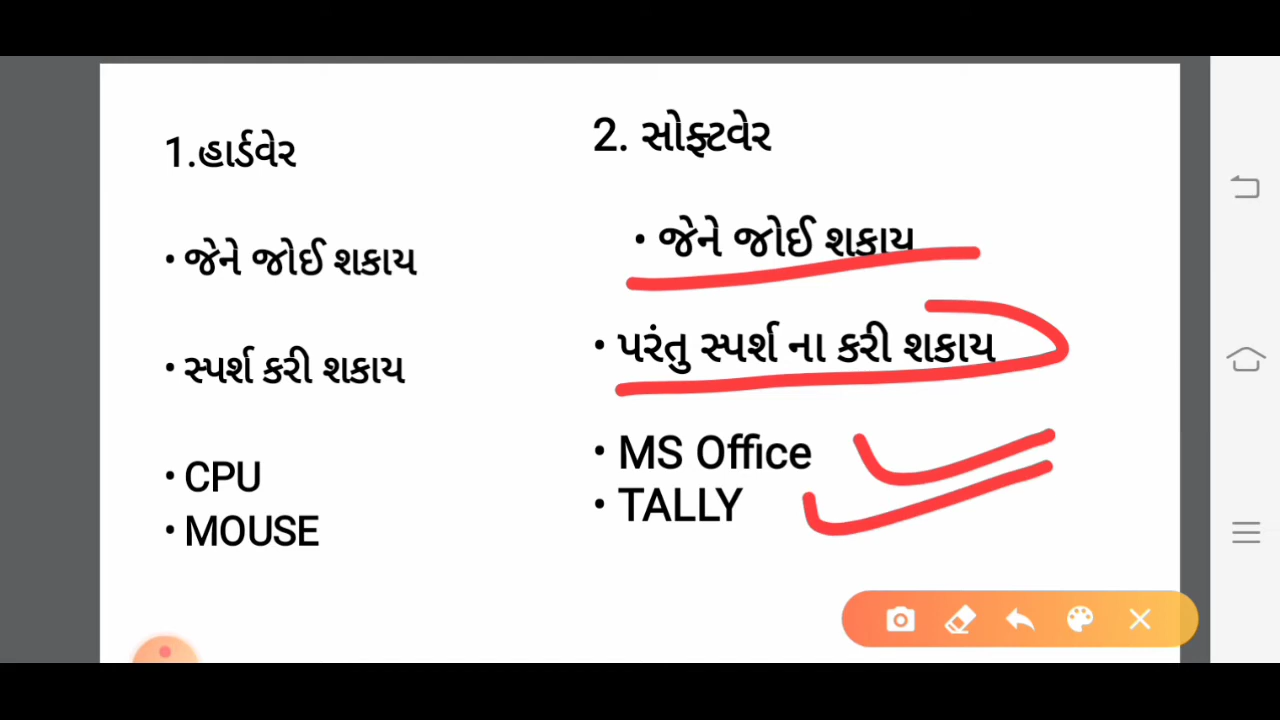 1.હાર્ડવેર
• જેને જોઈ શકાય
• સ્પર્શ કરી શકાય
• CPU
• MOUSE
2. સોફ્ટવેર
• જેને જોઈ શકાય
• પરંતુ સ્પર્શ ના કરી શકાય
• MS Office
• TALLY